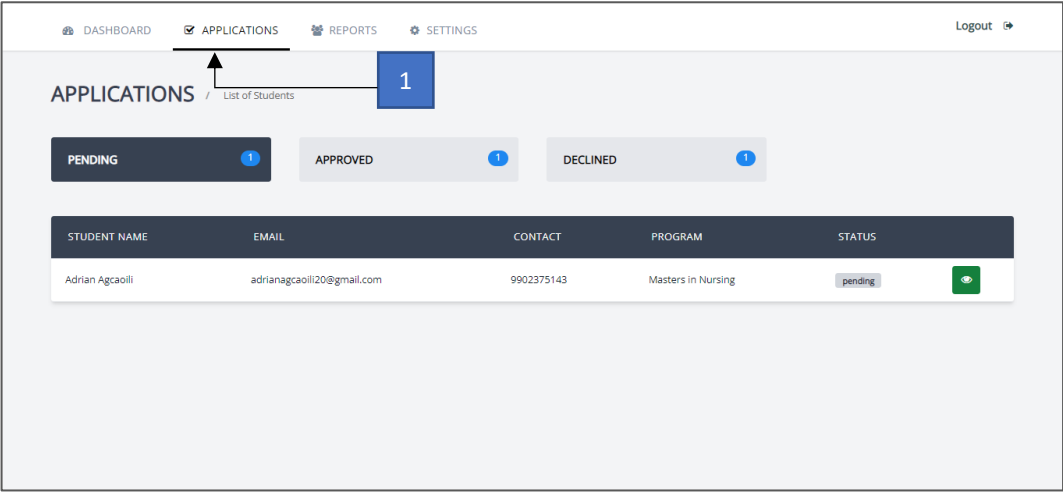 DASHBOARD APPLICATIONS REPORTS SETTINGS Logout
1
APPLICATIONS / List of Students
PENDING 1 APPROVED 1 DECLINED 1
STUDENT NAME EMAIL CONTACT PROGRAM STATUS
Adrian Agcaoili adrianagcaoili20@gmail.com 9902375143 Masters in Nursing pending